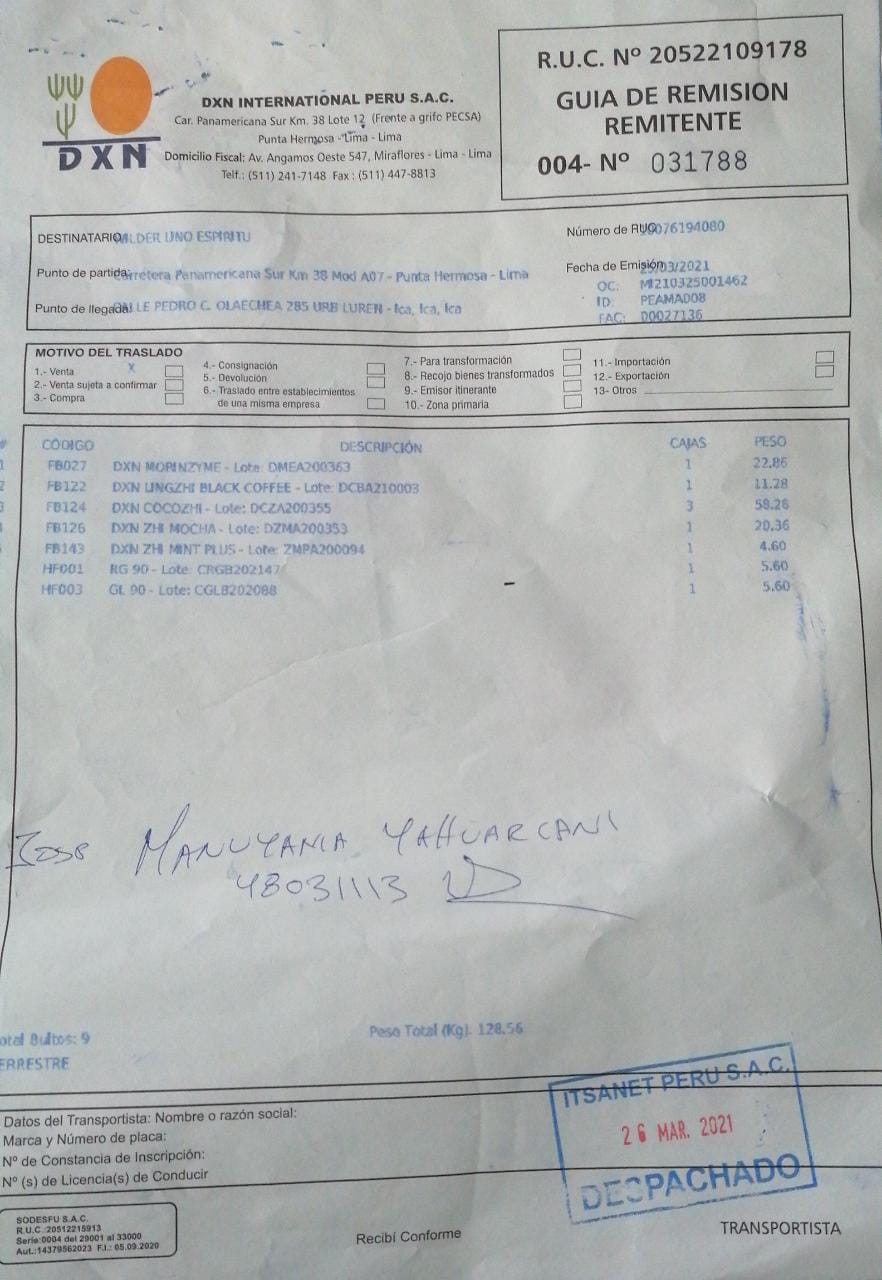 DXN
DXN INTERNATIONAL PERU S.A.C.
Car. Panamericana Sur Km. 38 Lote 12 (Frente a grifo PECSA)
Punta Hermosa - Lima - Lima
Domicilio Fiscal: Av. Angamos Oeste 547, Miraflores - Lima - Lima
Telf.: (511) 241-7148 Fax : (511) 447-8813
R.U.C. Nº 20522109178
GUIA DE REMISION
REMITENTE
004- Nº 031788
DESTINATARIO ESPIRITU
Número de RUC 076194080
Punto de partida: Carretera Panamericana Sur Km 38 Mod A07 - Punta Hermosa - Lima
Fecha de Emisión /03/2021
OC: MI210325001462
ID: PEAMA008
FAC: D0027136
Punto de llegada: CALLE PEDRO C. OLAECHEA 285 URB LUREN - Ica, Ica, Ica
MOTIVO DEL TRASLADO
1.- Venta X
2.- Venta sujeta a confirmar
3.- Compra
4.- Consignación
5.- Devolución
6.- Traslado entre establecimientos
de una misma empresa
7.- Para transformación
8.- Recojo bienes transformados
9.- Emisor itinerante
10.- Zona primaria
11.- Importación
12.- Exportación
13- Otros
# CÓDIGO DESCRIPCIÓN CAJAS PESO
1 FB027 DXN MORINZYME - Lote: DMEA200363 1 22.86
2 FB122 DXN LINGZHI BLACK COFFEE - Lote: DCBA210003 1 11.28
3 FB124 DXN COCOZHI - Lote: DCZA200355 3 58.26
FB126 DXN ZHI MOCHA - Lote: DZMA200353 1 20.36
FB143 DXN ZHI MINT PLUS - Lote: ZMPA200094 1 4.60
HF001 RG 90 - Lote: CRGB202147 1 5.60
HF003 GL 90 - Lote: CGLB202088 1 5.60
Jose MANUYAMA YAHUARCANI
48031113
otal Bultos: 9 Peso Total (Kg): 128.56
ERRESTRE
Datos del Transportista: Nombre o razón social:
Marca y Número de placa:
Nº de Constancia de Inscripción:
Nº (s) de Licencia(s) de Conducir
ITSANET PERU S.A.C.
26 MAR. 2021
DESPACHADO
SODESFU S.A.C.
R.U.C. 20512215913
Serie:0004 del 29001 al 33000
Aut.:14379562023 F.I.: 05.09.2020
Recibí Conforme
TRANSPORTISTA